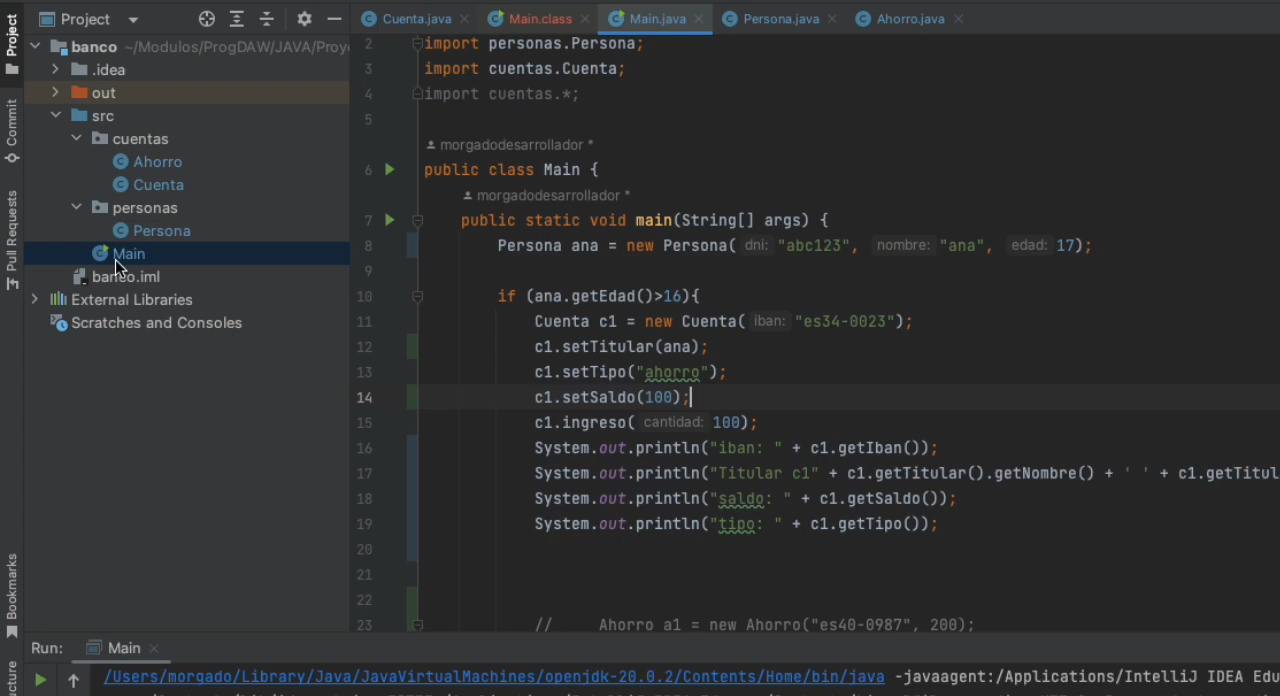 Project
Cuenta.java
Main.class
Main.java
Persona.java
Ahorro.java
Project
Commit
Pull Requests
Bookmarks
banco ~/Modulos/ProgDAW/JAVA/Proye
.idea
out
src
cuentas
Ahorro
Cuenta
personas
Persona
Main
banco.iml
External Libraries
Scratches and Consoles
2 import personas.Persona;
3 import cuentas.Cuenta;
4 import cuentas.*;
5
morgadodesarrollador *
6 public class Main {
morgadodesarrollador *
7 public static void main(String[] args) {
8 Persona ana = new Persona( dni: "abc123", nombre: "ana", edad: 17);
9
10 if (ana.getEdad()>16){
11 Cuenta c1 = new Cuenta( iban: "es34-0023");
12 c1.setTitular(ana);
13 c1.setTipo("ahorro");
14 c1.setSaldo(100);
15 c1.ingreso( cantidad: 100);
16 System.out.println("iban: " + c1.getIban());
17 System.out.println("Titular c1" + c1.getTitular().getNombre() + ' ' + c1.getTitul
18 System.out.println("saldo: " + c1.getSaldo());
19 System.out.println("tipo: " + c1.getTipo());
20
21
22
23 // Ahorro a1 = new Ahorro("es40-0987", 200);
Run: Main
/Users/morgado/Library/Java/JavaVirtualMachines/openjdk-20.0.2/Contents/Home/bin/java -javaagent:/Applications/IntelliJ IDEA Edu